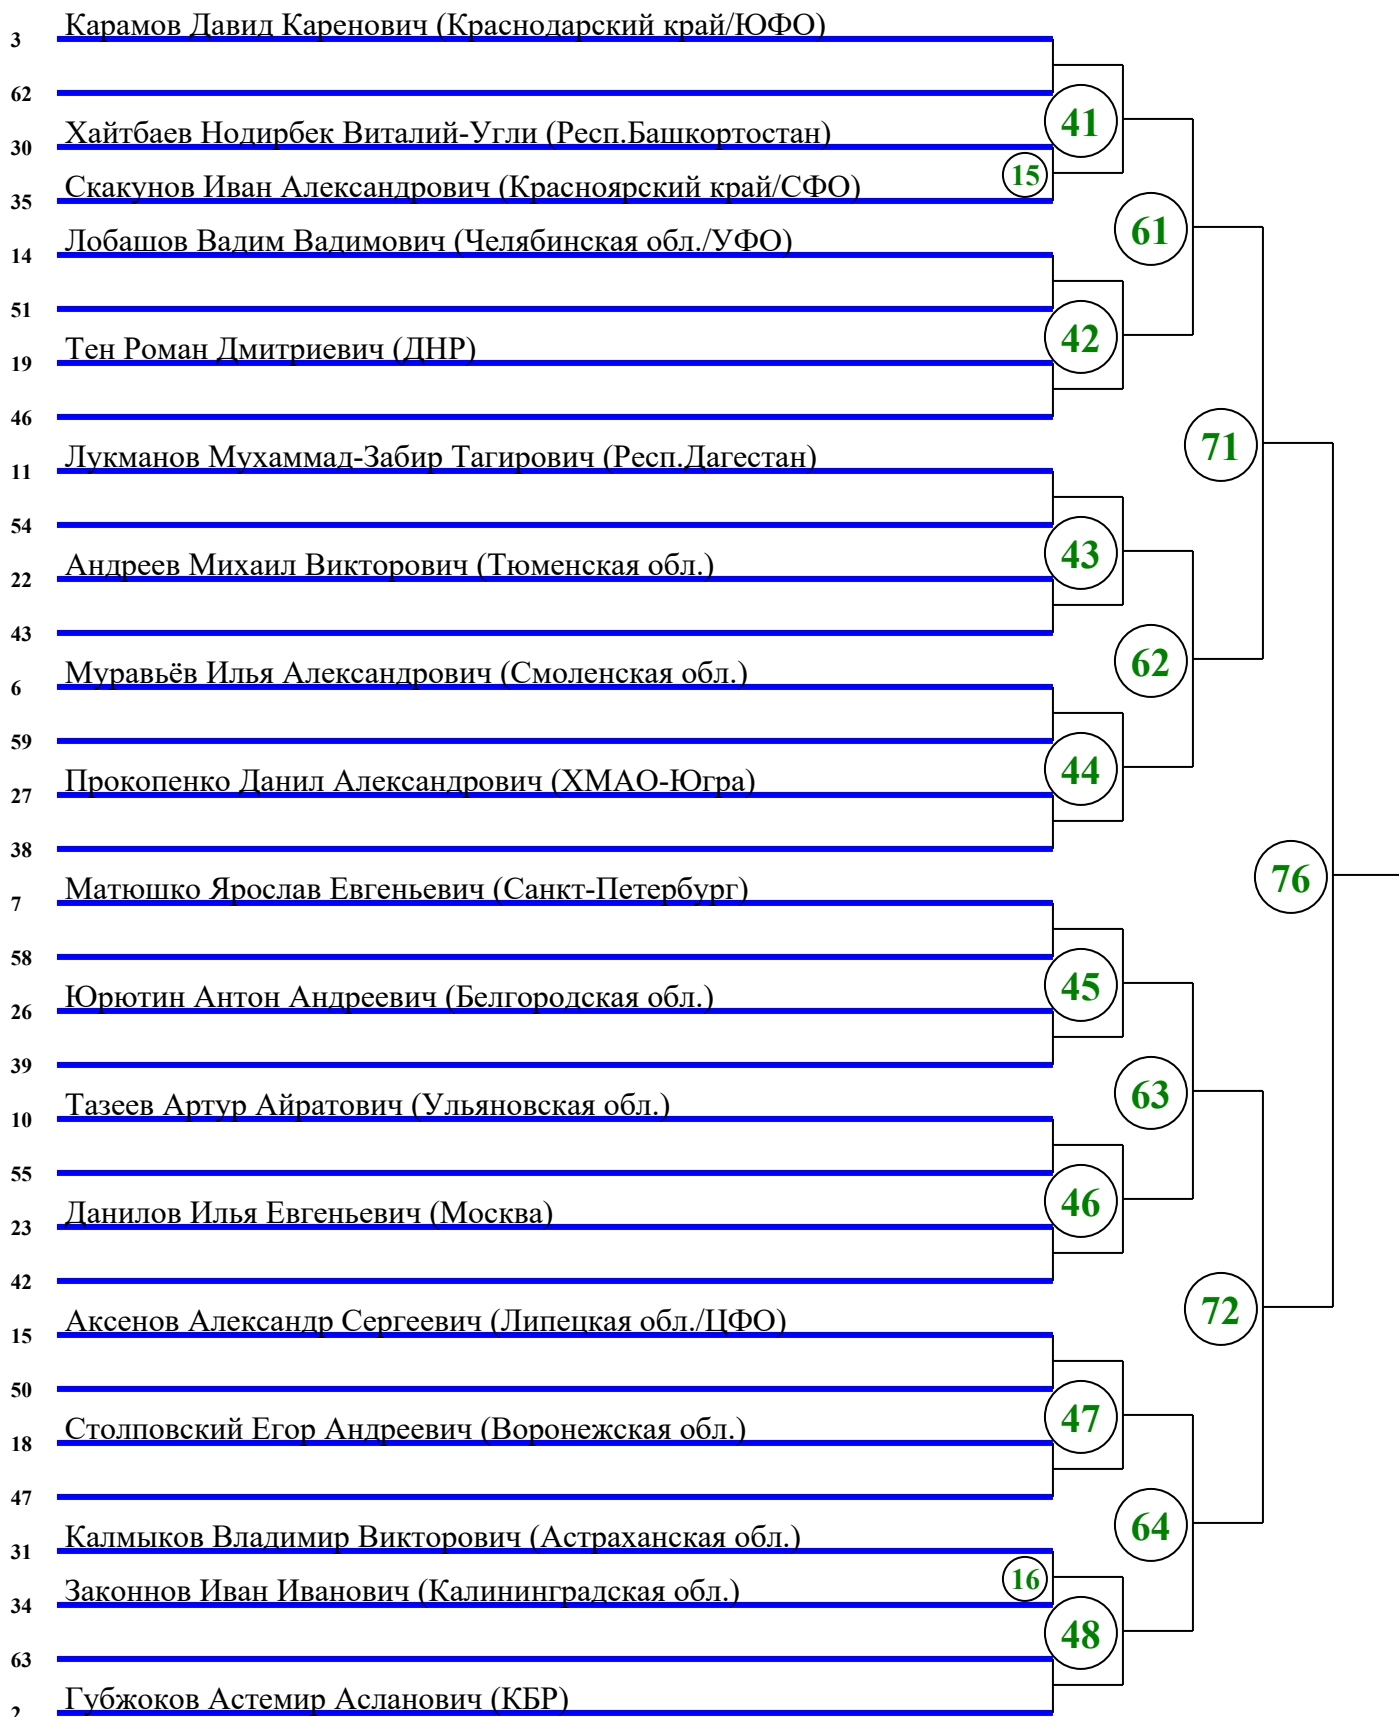 3 Карамов Давид Каренович (Краснодарский край/ЮФО)
62
41
30 Хайтбаев Нодирбек Виталий-Угли (Респ.Башкортостан)
15
35 Скакунов Иван Александрович (Красноярский край/СФО)
61
14 Лобашов Вадим Вадимович (Челябинская обл./УФО)
51
42
19 Тен Роман Дмитриевич (ДНР)
46
71
11 Лукманов Мухаммад-Забир Тагирович (Респ.Дагестан)
54
43
22 Андреев Михаил Викторович (Тюменская обл.)
43
62
6 Муравьёв Илья Александрович (Смоленская обл.)
59
44
27 Прокопенко Данил Александрович (ХМАО-Югра)
38
76
7 Матюшко Ярослав Евгеньевич (Санкт-Петербург)
58
45
26 Юрютин Антон Андреевич (Белгородская обл.)
39
63
10 Тазеев Артур Айратович (Ульяновская обл.)
55
46
23 Данилов Илья Евгеньевич (Москва)
42
72
15 Аксенов Александр Сергеевич (Липецкая обл./ЦФО)
50
47
18 Столповский Егор Андреевич (Воронежская обл.)
47
64
31 Калмыков Владимир Викторович (Астраханская обл.)
16
34 Законнов Иван Иванович (Калининградская обл.)
48
63
2 Губжоков Астемир Асланович (КБР)